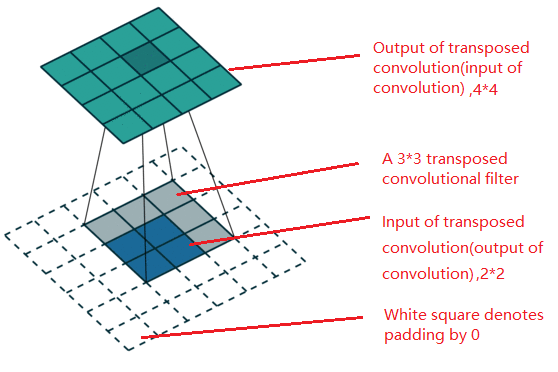 Output of transposed
convolution(input of
convolution) ,4*4
A 3*3 transposed
convolutional filter
Input of transposed
convolution(output of
convolution),2*2
White square denotes
padding by 0